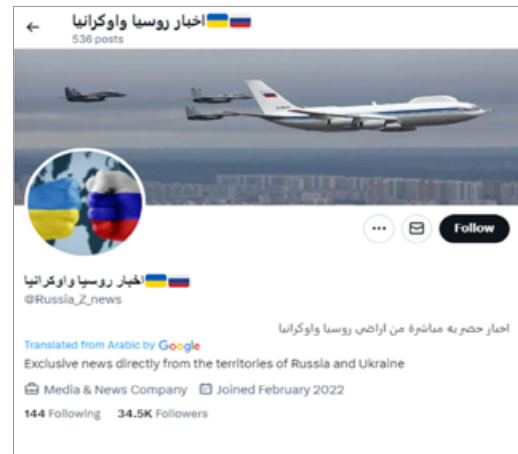 اخبار روسيا واوكرانيا🇺🇦🇷🇺
536 posts
Follow
اخبار روسيا واوكرانيا🇺🇦🇷🇺
@Russia_Z_news
اخبار حصريه مباشرة من اراضي روسيا واوكرانيا
Translated from Arabic by Google
Exclusive news directly from the territories of Russia and Ukraine
Media & News Company Joined February 2022
144 Following 34.5K Followers